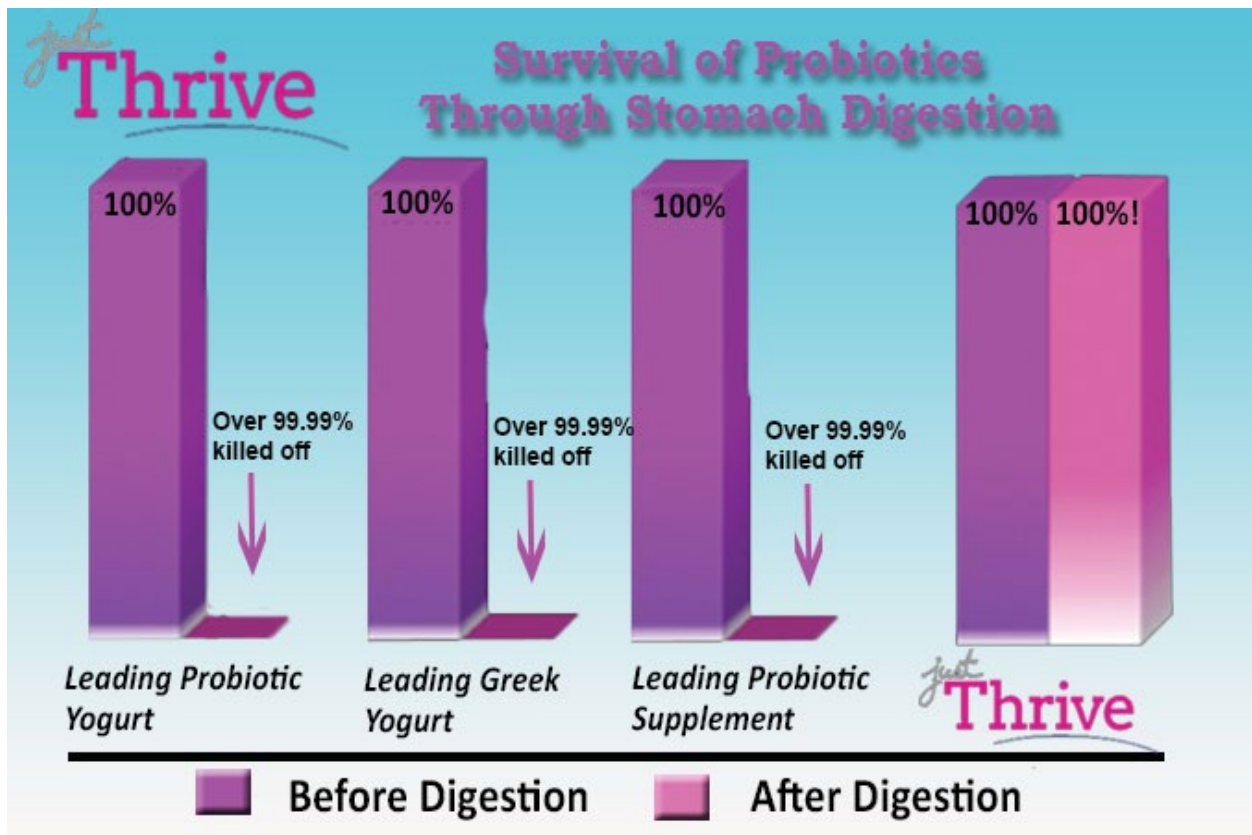 just
Thrive
Survival of Probiotics
Through Stomach Digestion
100%
100%
100%
100% 100%!
Over 99.99%
killed off
Over 99.99%
killed off
Over 99.99%
killed off
Leading Probiotic
Yogurt
Leading Greek
Yogurt
Leading Probiotic
Supplement
just
Thrive
Before Digestion
After Digestion